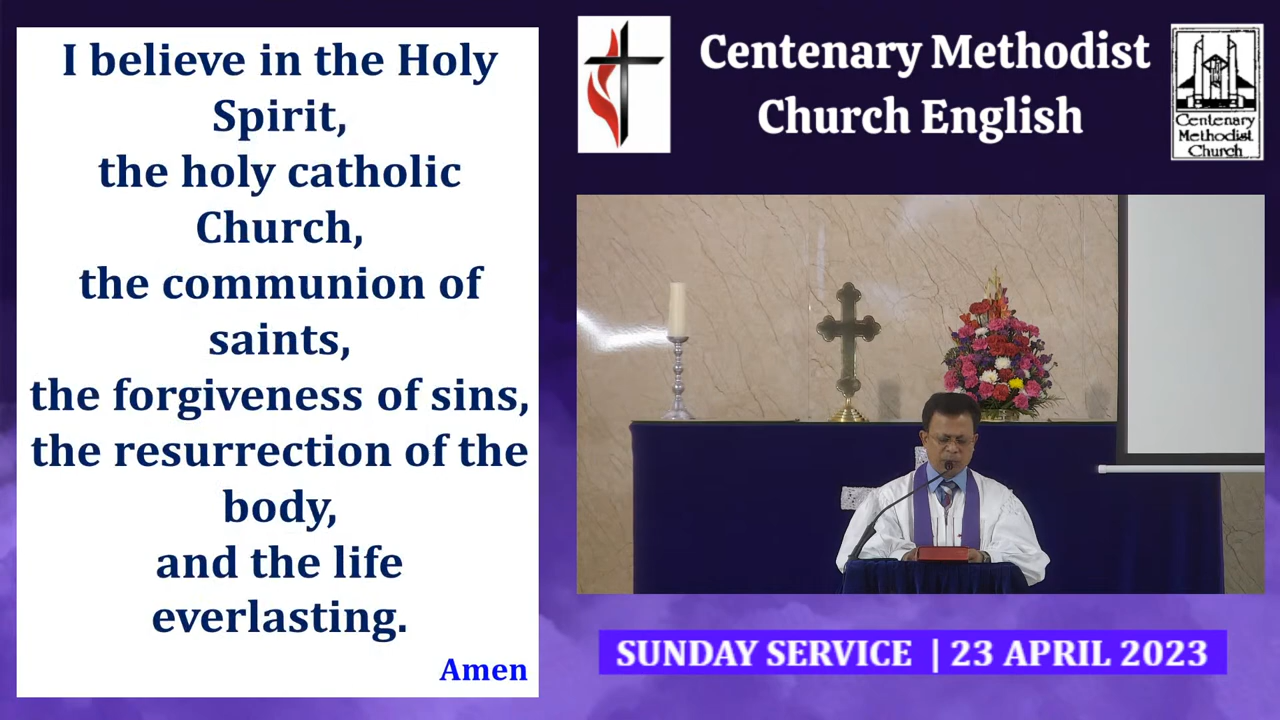 I believe in the Holy
Spirit,
the holy catholic
Church,
the communion of
saints,
the forgiveness of sins,
the resurrection of the
body,
and the life
everlasting.
Amen
Centenary Methodist
Church English
Centenary
Methodist
Church
SUNDAY SERVICE | 23 APRIL 2023